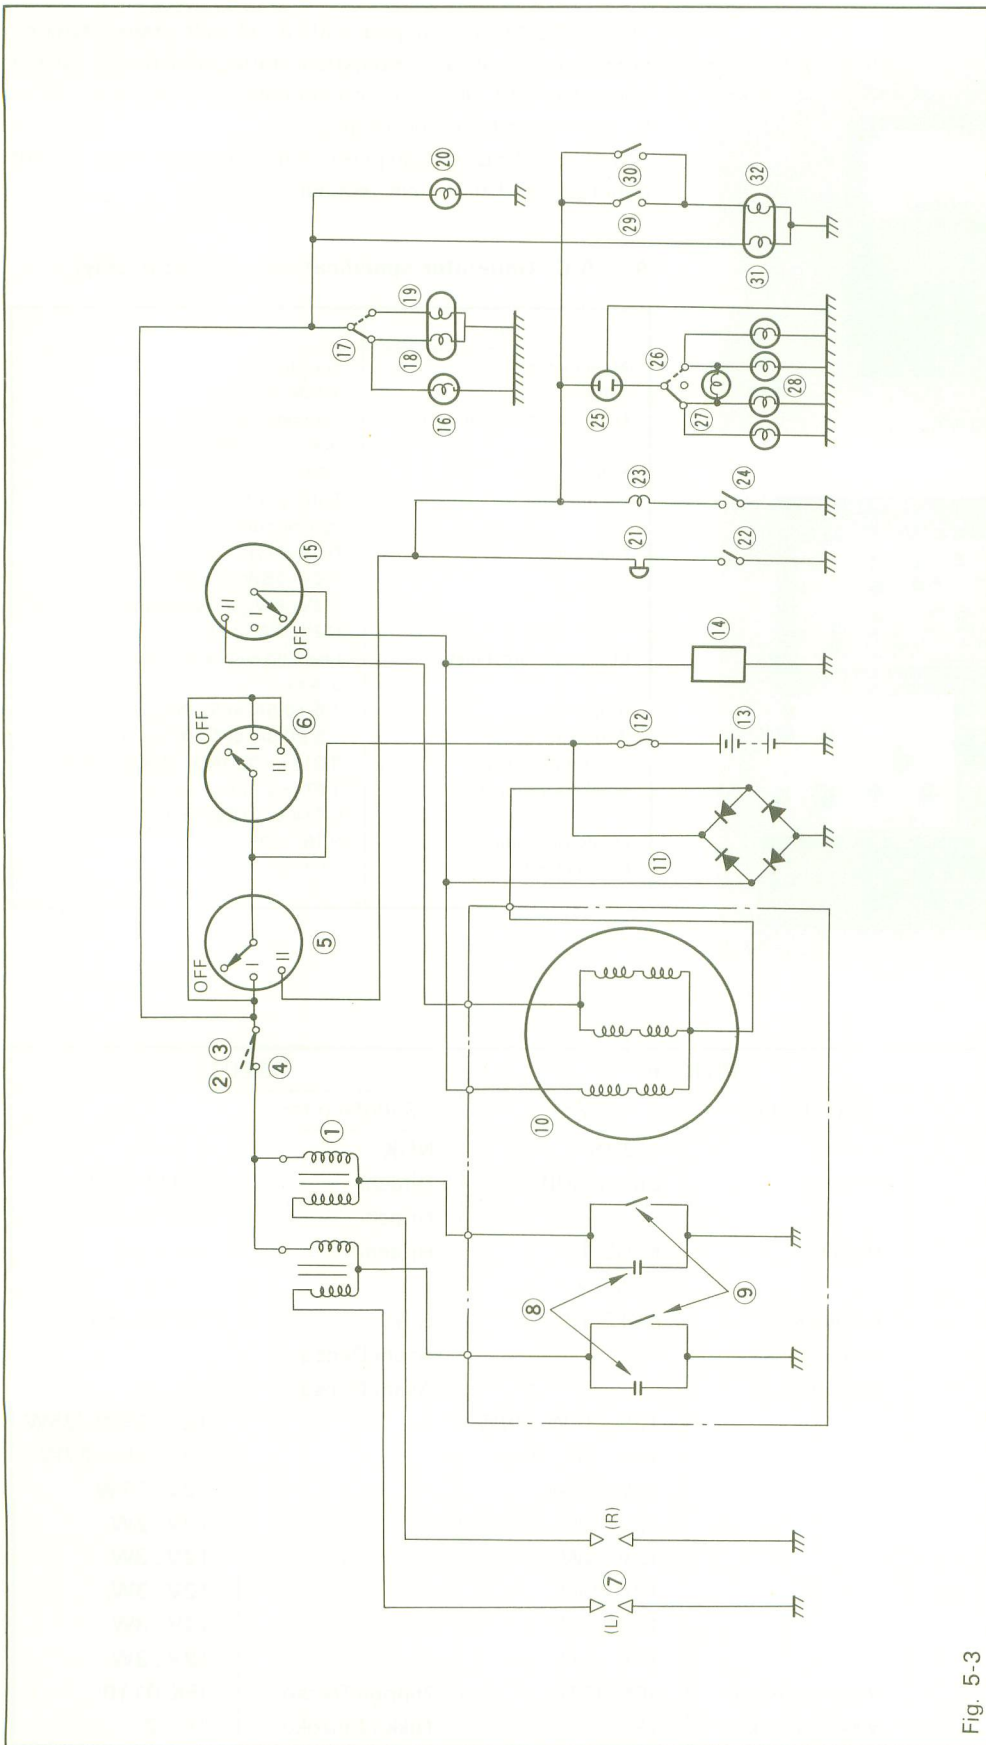 ①
②
③
④
OFF
I
II
⑤
OFF
I
II
⑥
(L)
⑦
(R)
⑧
⑨
⑩
⑪
⑫
⑬
⑭
OFF
I
II
⑮
⑯
⑰
⑱
⑲
⑳
㉑
㉒
㉓
㉔
㉕
㉖
㉗
㉘
㉙
㉚
㉛
㉜
Fig. 5-3